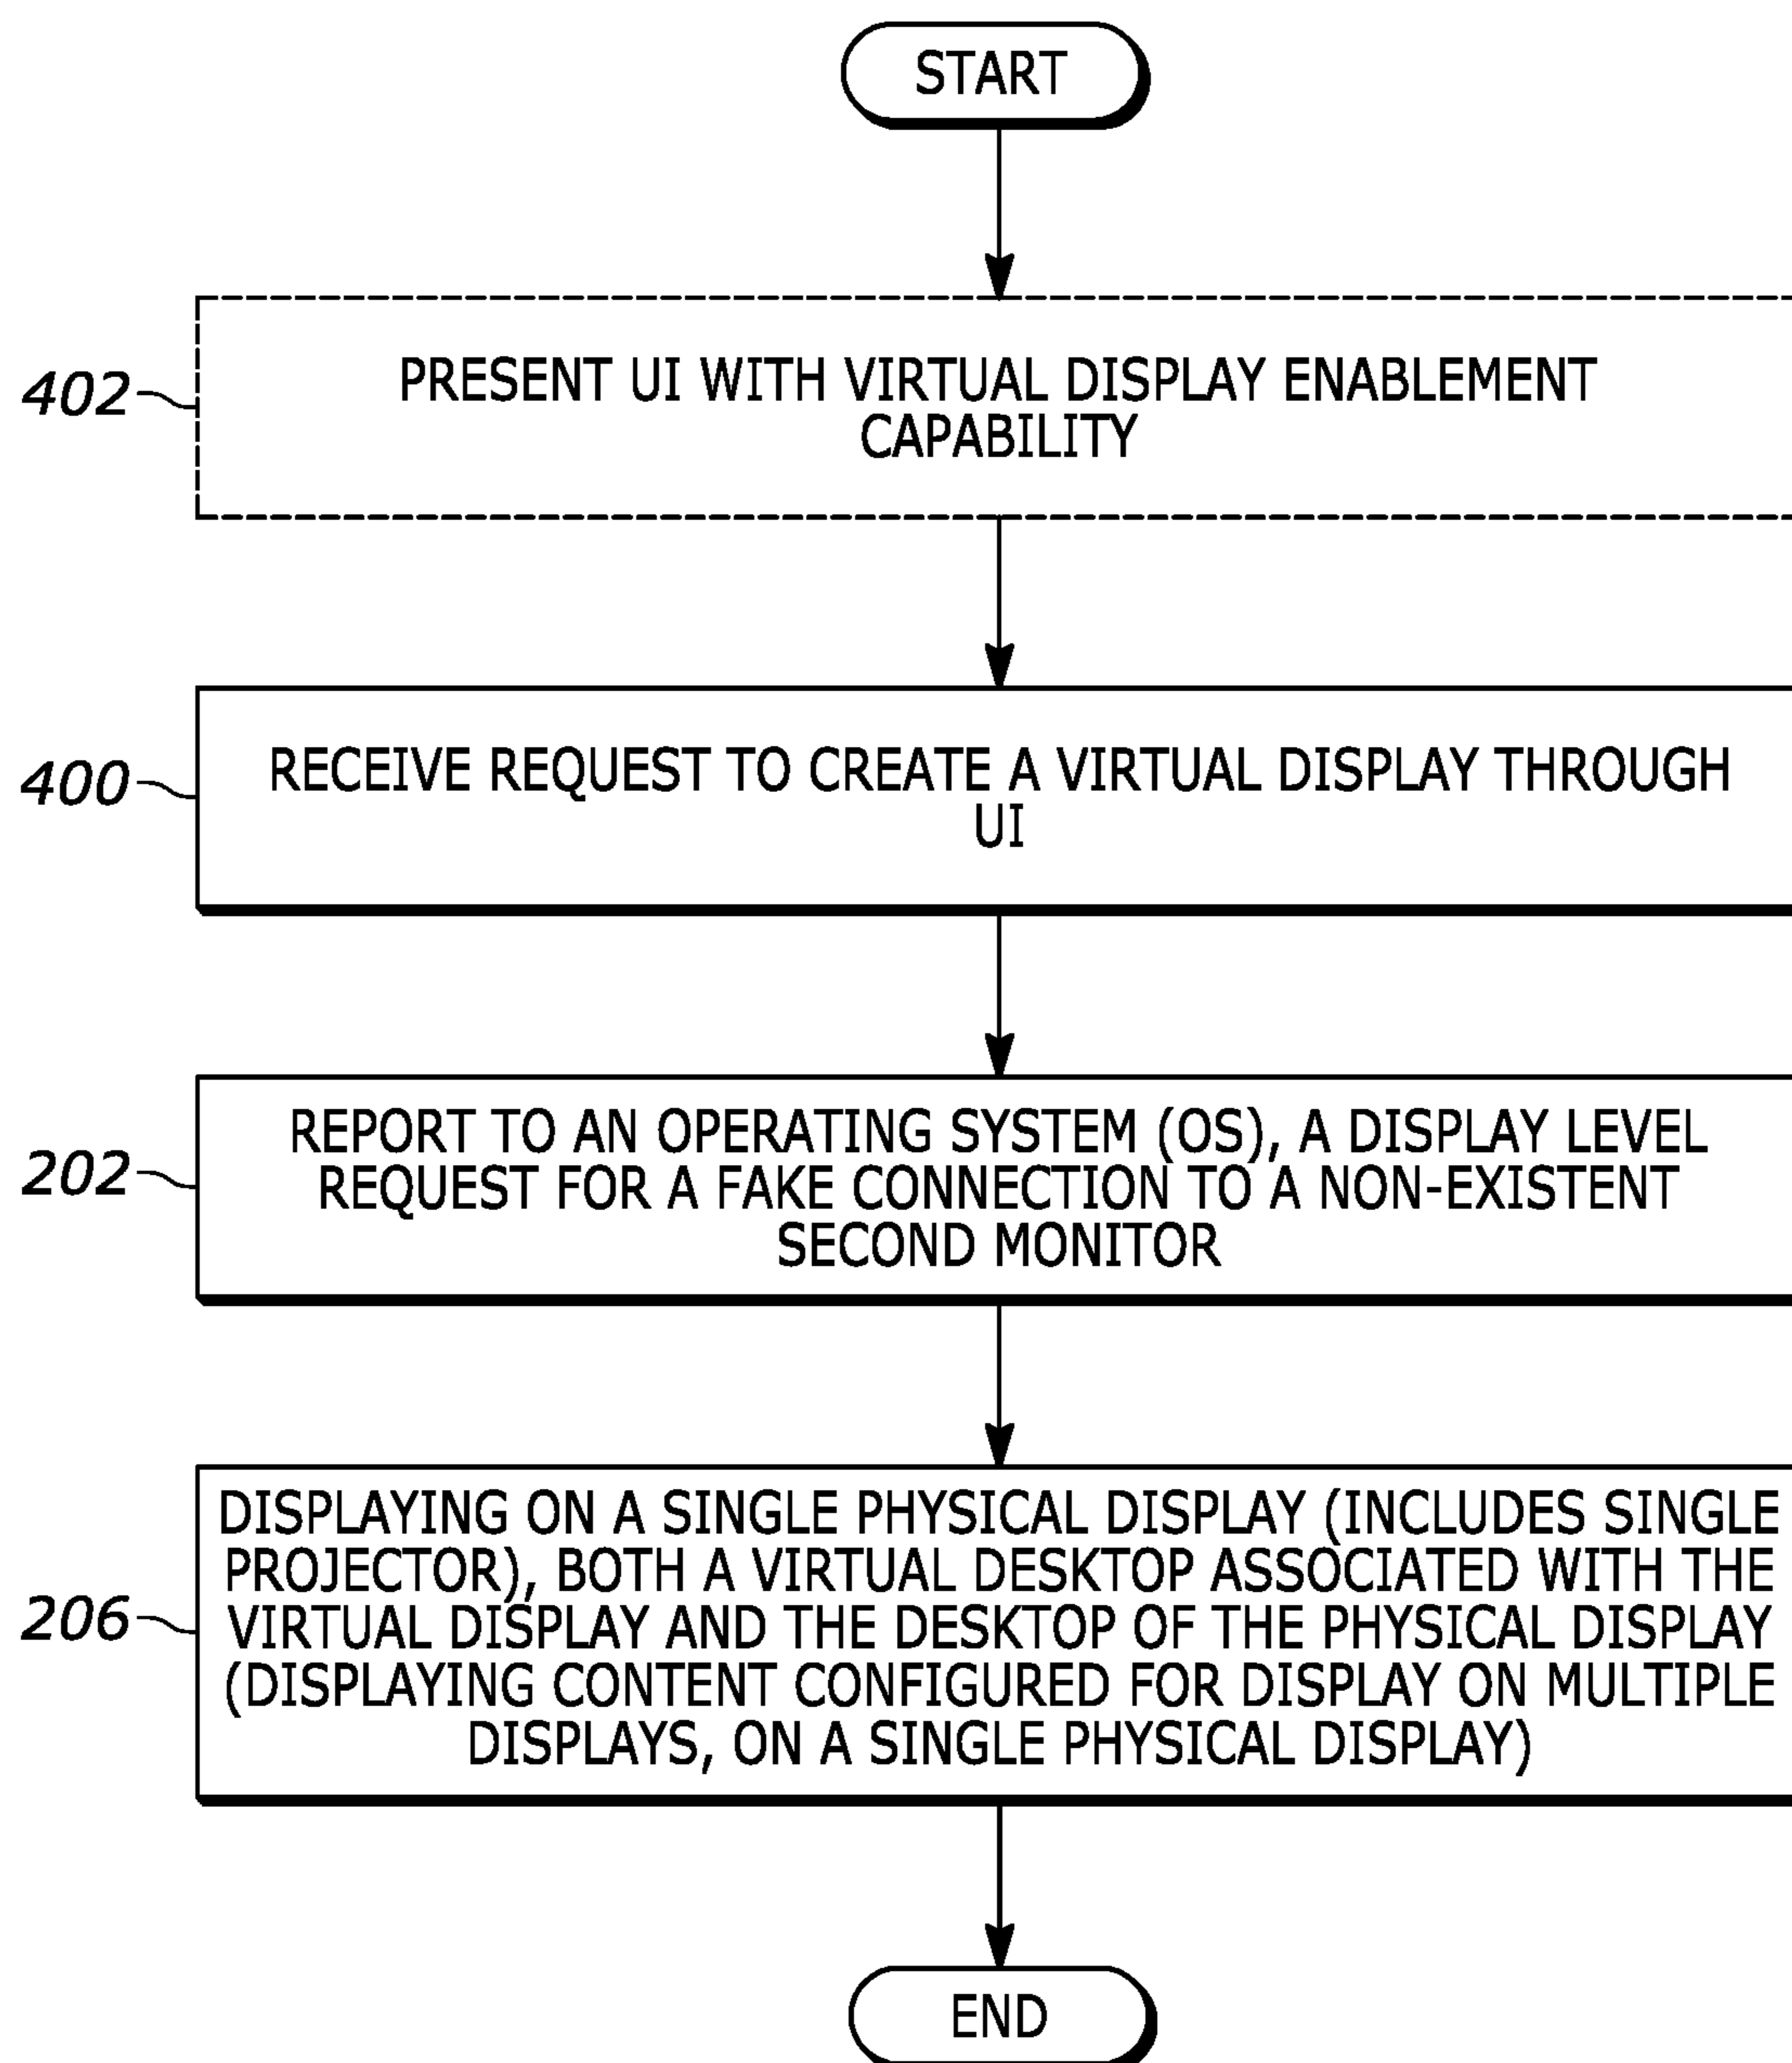 START
402
PRESENT UI WITH VIRTUAL DISPLAY ENABLEMENT
CAPABILITY
400
RECEIVE REQUEST TO CREATE A VIRTUAL DISPLAY THROUGH
UI
202
REPORT TO AN OPERATING SYSTEM (OS), A DISPLAY LEVEL
REQUEST FOR A FAKE CONNECTION TO A NON-EXISTENT
SECOND MONITOR
206
DISPLAYING ON A SINGLE PHYSICAL DISPLAY (INCLUDES SINGLE
PROJECTOR), BOTH A VIRTUAL DESKTOP ASSOCIATED WITH THE
VIRTUAL DISPLAY AND THE DESKTOP OF THE PHYSICAL DISPLAY
(DISPLAYING CONTENT CONFIGURED FOR DISPLAY ON MULTIPLE
DISPLAYS, ON A SINGLE PHYSICAL DISPLAY)
END